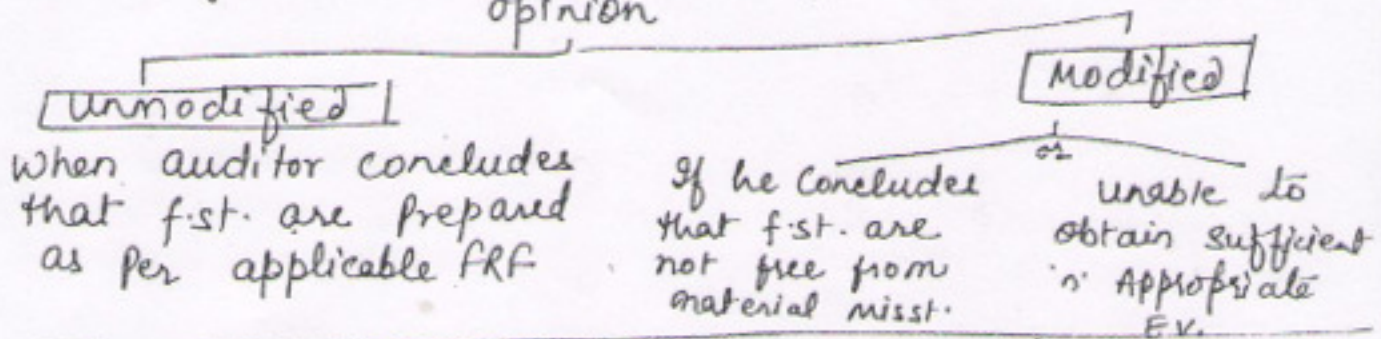 opinion
Unmodified
Modified
When auditor concludes
that f.st. are prepared
as per applicable FRF
or
If he concludes
that f.st. are
not free from
material misst.
unable to
obtain sufficient
'n' Appropriate
Ev.